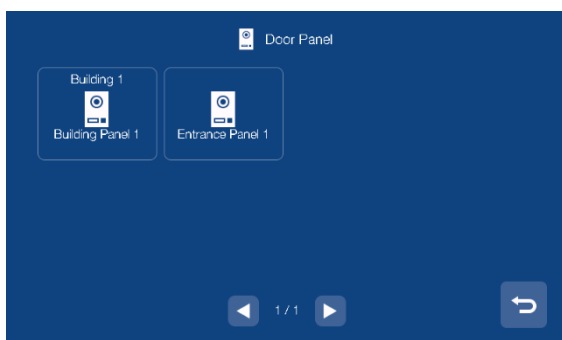 Door Panel
Building 1
Building Panel 1
Entrance Panel 1
1 / 1